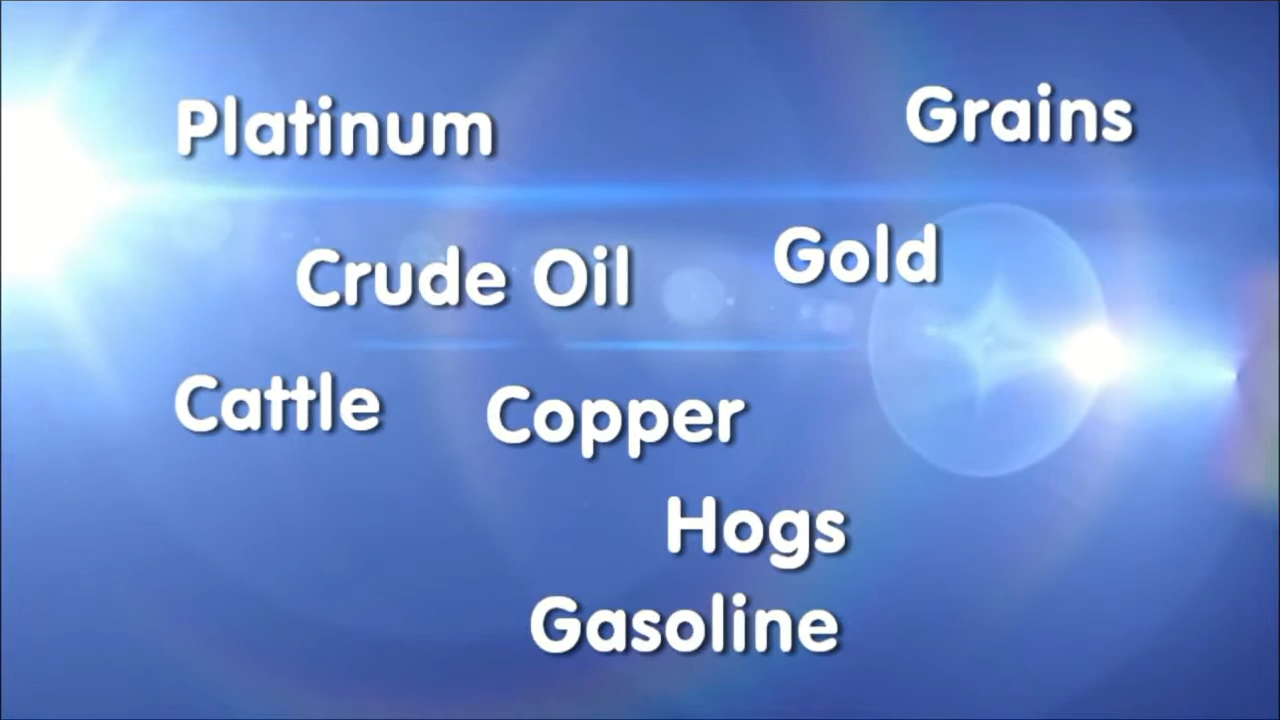 Platinum
Grains
Crude Oil
Gold
Cattle
Copper
Hogs
Gasoline